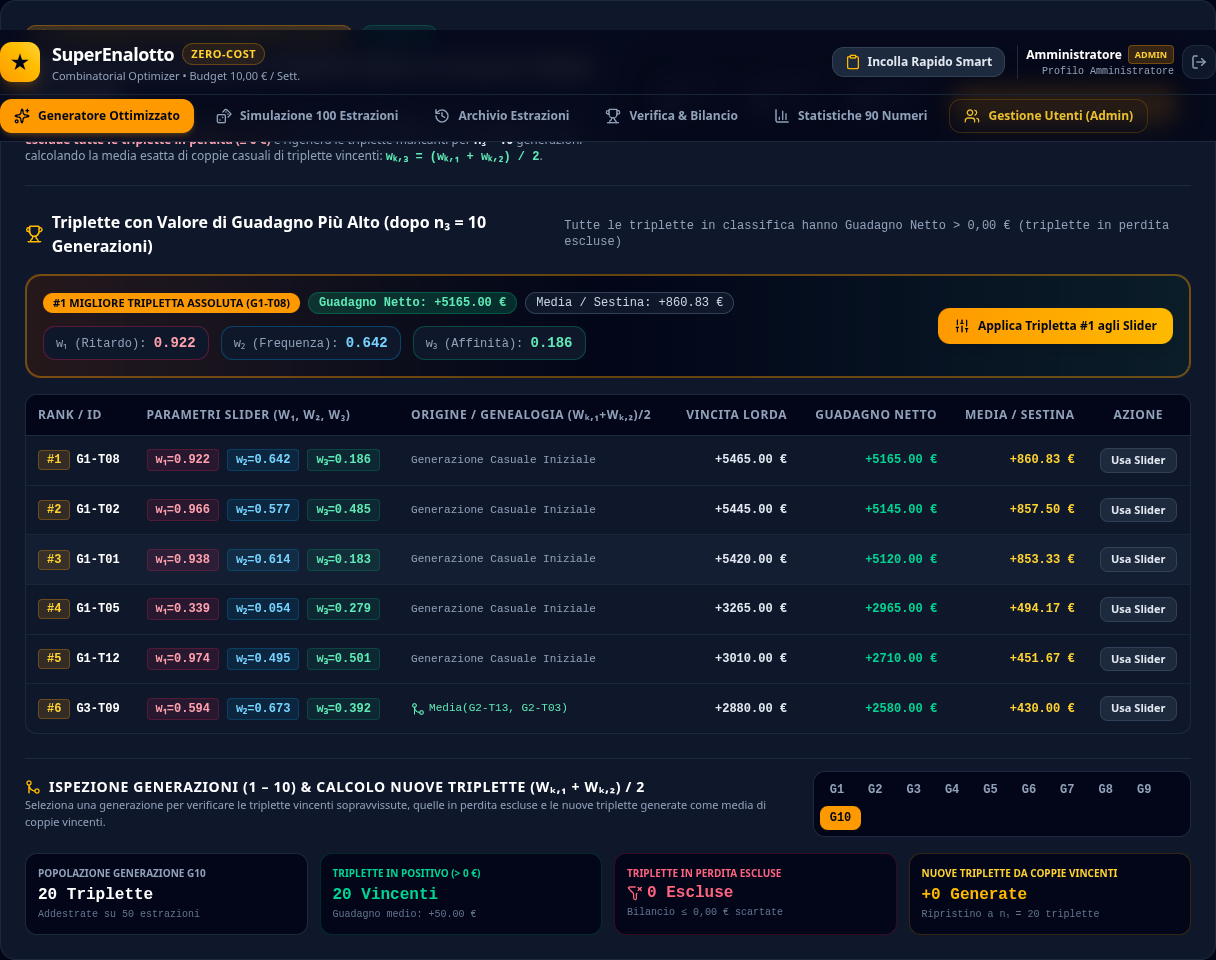 SuperEnalotto ZERO-COST
Combinatorial Optimizer • Budget 10,00 € / Sett.
Incolla Rapido Smart
Amministratore ADMIN
Profilo Amministratore
Generatore Ottimizzato
Simulazione 100 Estrazioni
Archivio Estrazioni
Verifica & Bilancio
Statistiche 90 Numeri
Gestione Utenti (Admin)
calcolando la media esatta di coppie casuali di triplette vincenti: wₖ,₃ = (wₖ,₁ + wₖ,₂) / 2.
Triplette con Valore di Guadagno Più Alto (dopo n₃ = 10
Generazioni)
Tutte le triplette in classifica hanno Guadagno Netto > 0,00 € (triplette in perdita
escluse)
#1 MIGLIORE TRIPLETTA ASSOLUTA (G1-T08) Guadagno Netto: +5165.00 € Media / Sestina: +860.83 €
w₁ (Ritardo): 0.922 w₂ (Frequenza): 0.642 w₃ (Affinità): 0.186
Applica Tripletta #1 agli Slider
RANK / ID PARAMETRI SLIDER (W₁, W₂, W₃) ORIGINE / GENEALOGIA (Wₖ,₁+Wₖ,₂)/2 VINCITA LORDA GUADAGNO NETTO MEDIA / SESTINA AZIONE
#1 G1-T08 w₁=0.922 w₂=0.642 w₃=0.186 Generazione Casuale Iniziale +5465.00 € +5165.00 € +860.83 € Usa Slider
#2 G1-T02 w₁=0.966 w₂=0.577 w₃=0.485 Generazione Casuale Iniziale +5445.00 € +5145.00 € +857.50 € Usa Slider
#3 G1-T01 w₁=0.938 w₂=0.614 w₃=0.183 Generazione Casuale Iniziale +5420.00 € +5120.00 € +853.33 € Usa Slider
#4 G1-T05 w₁=0.339 w₂=0.054 w₃=0.279 Generazione Casuale Iniziale +3265.00 € +2965.00 € +494.17 € Usa Slider
#5 G1-T12 w₁=0.974 w₂=0.495 w₃=0.501 Generazione Casuale Iniziale +3010.00 € +2710.00 € +451.67 € Usa Slider
#6 G3-T09 w₁=0.594 w₂=0.673 w₃=0.392 Media(G2-T13, G2-T03) +2880.00 € +2580.00 € +430.00 € Usa Slider
ISPEZIONE GENERAZIONI (1 – 10) & CALCOLO NUOVE TRIPLETTE (Wₖ,₁ + Wₖ,₂) / 2
Seleziona una generazione per verificare le triplette vincenti sopravvissute, quelle in perdita escluse e le nuove triplette generate come media di
coppie vincenti.
G1 G2 G3 G4 G5 G6 G7 G8 G9
G10
POPOLAZIONE GENERAZIONE G10
20 Triplette
Addestrate su 50 estrazioni
TRIPLETTE IN POSITIVO (> 0 €)
20 Vincenti
Guadagno medio: +50.00 €
TRIPLETTE IN PERDITA ESCLUSE
0 Escluse
Bilancio ≤ 0,00 € scartate
NUOVE TRIPLETTE DA COPPIE VINCENTI
+0 Generate
Ripristino a n₁ = 20 triplette